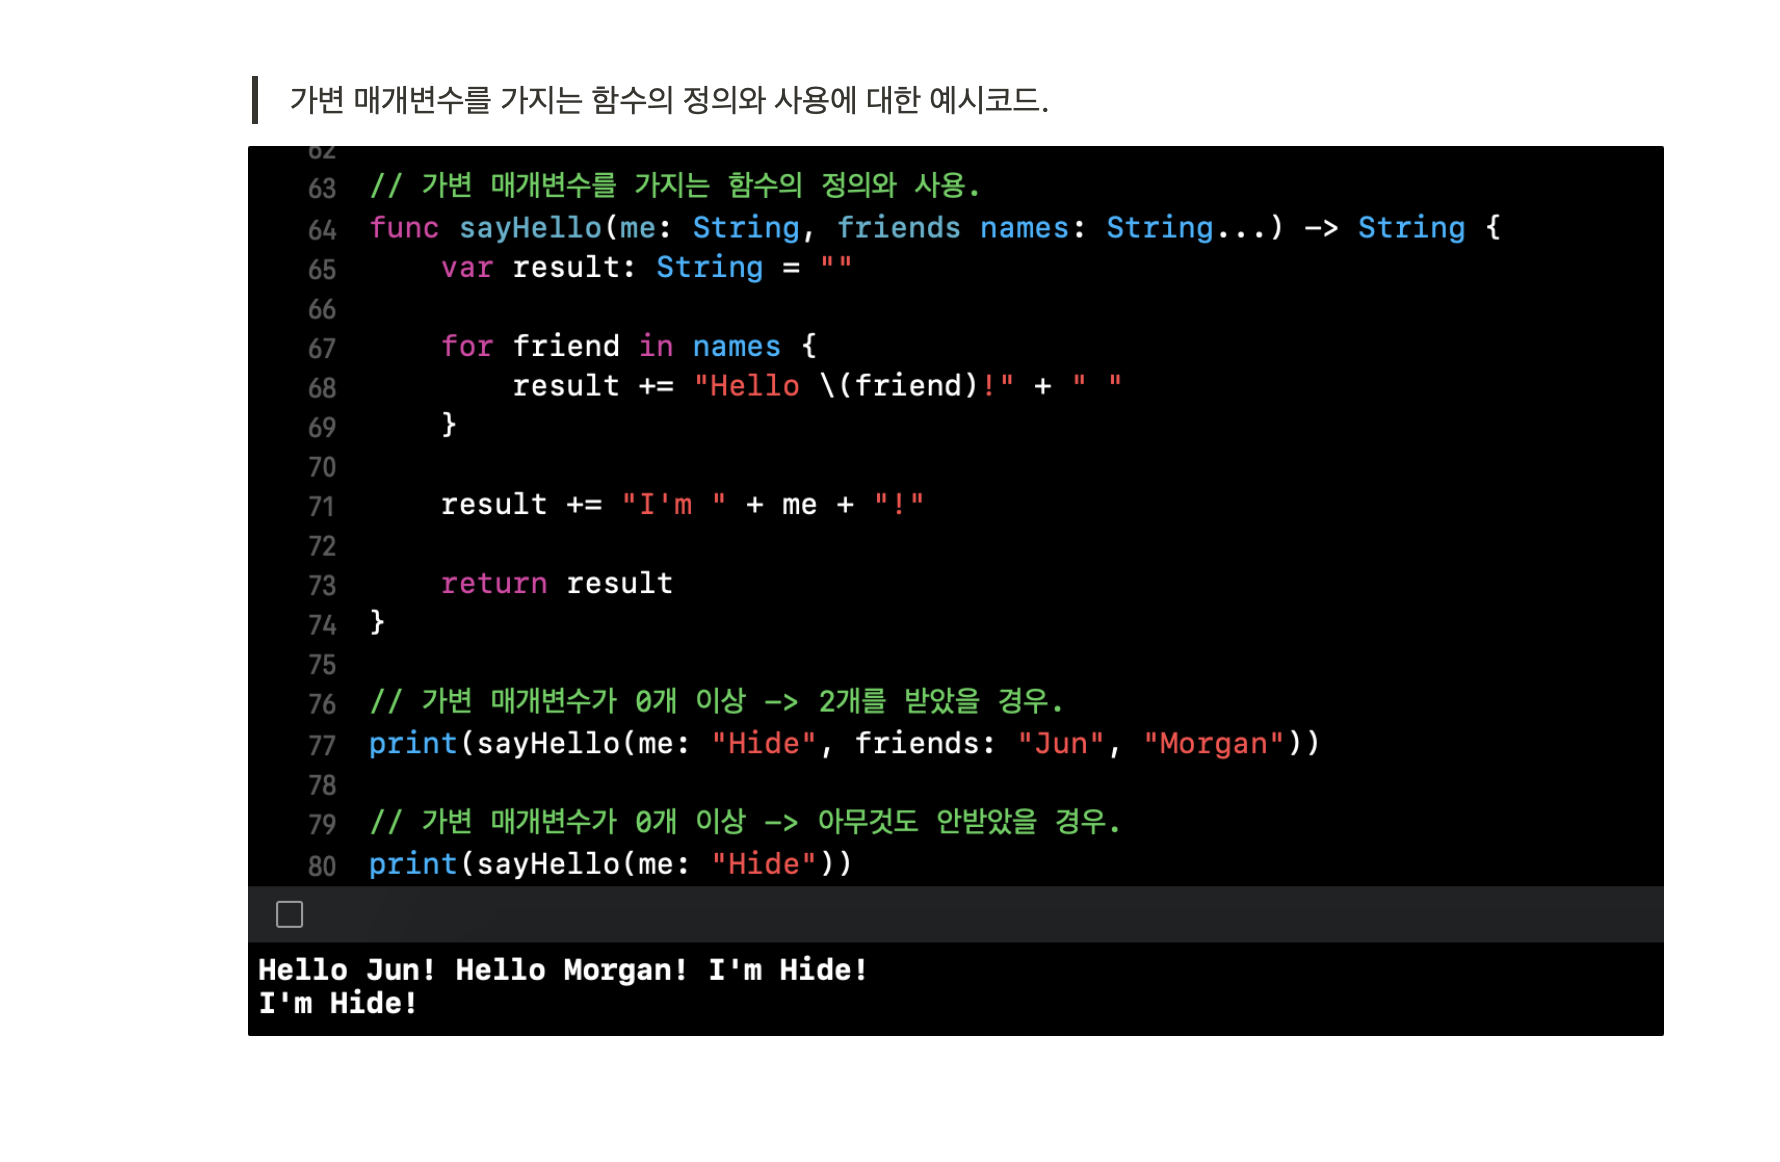 가변 매개변수를 가지는 함수의 정의와 사용에 대한 예시코드.
62
63 // 가변 매개변수를 가지는 함수의 정의와 사용.
64 func sayHello(me: String, friends names: String...) -> String {
65     var result: String = ""
66
67     for friend in names {
68         result += "Hello \(friend)!" + " "
69     }
70
71     result += "I'm " + me + "!"
72
73     return result
74 }
75
76 // 가변 매개변수가 0개 이상 -> 2개를 받았을 경우.
77 print(sayHello(me: "Hide", friends: "Jun", "Morgan"))
78
79 // 가변 매개변수가 0개 이상 -> 아무것도 안받았을 경우.
80 print(sayHello(me: "Hide"))
Hello Jun! Hello Morgan! I'm Hide!
I'm Hide!